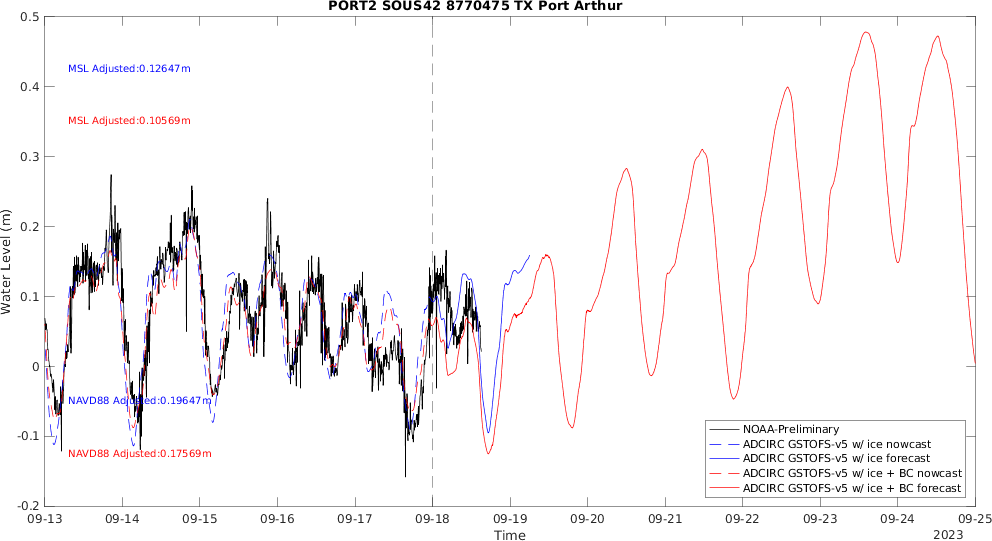 PORT2 SOUS42 8770475 TX Port Arthur
0.5
0.4
0.3
0.2
0.1
0
-0.1
-0.2
Water Level (m)
MSL Adjusted:0.12647m
MSL Adjusted:0.10569m
NAVD88 Adjusted:0.19647m
NAVD88 Adjusted:0.17569m
NOAA-Preliminary
ADCIRC GSTOFS-v5 w/ ice nowcast
ADCIRC GSTOFS-v5 w/ ice forecast
ADCIRC GSTOFS-v5 w/ ice + BC nowcast
ADCIRC GSTOFS-v5 w/ ice + BC forecast
09-13 09-14 09-15 09-16 09-17 09-18 09-19 09-20 09-21 09-22 09-23 09-24 09-25
Time
2023